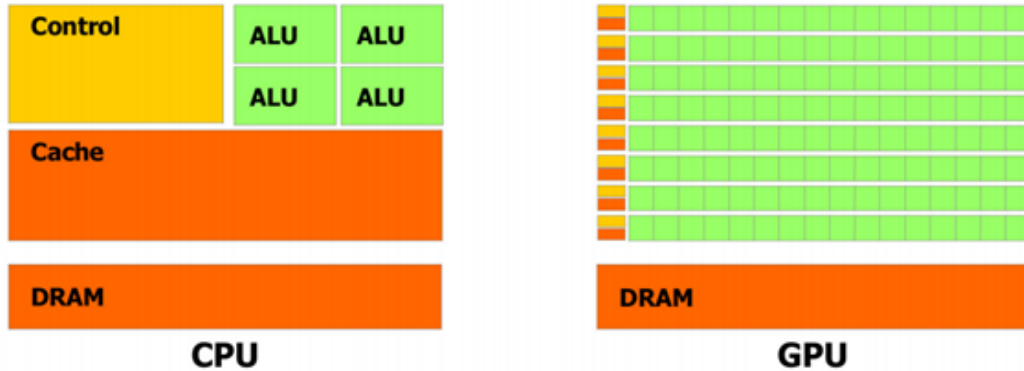 Control
ALU
ALU
ALU
ALU
Cache
DRAM
DRAM
CPU
GPU